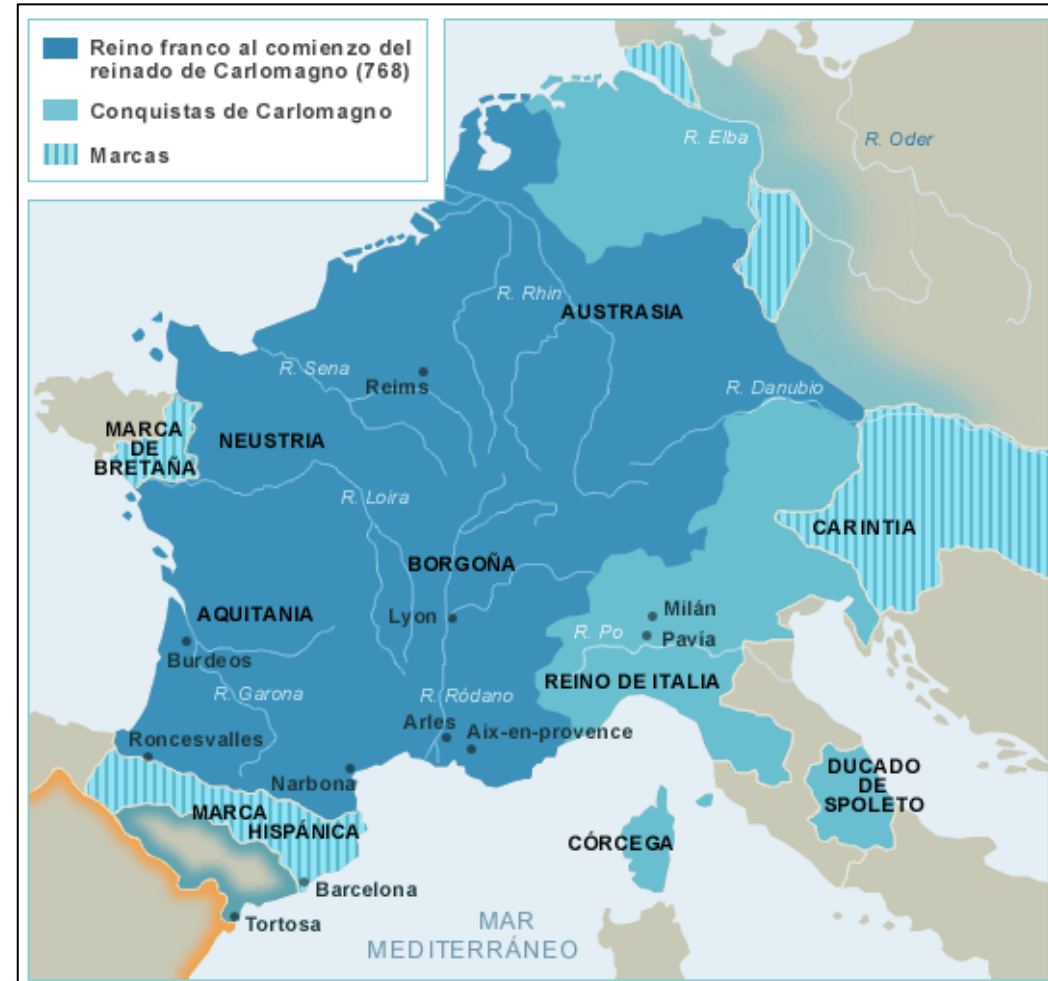 Reino franco al comienzo del
reinado de Carlomagno (768)
Conquistas de Carlomagno
Marcas
R. Elba
R. Oder
R. Rhin
AUSTRASIA
R. Sena
Reims
R. Danubio
MARCA
DE
BRETAÑA
NEUSTRIA
R. Loira
CARINTIA
BORGOÑA
AQUITANIA
Lyon
Milán
R. Po
Pavía
Burdeos
REINO DE ITALIA
R. Garona
R. Ródano
Arles
Aix-en-provence
Roncesvalles
Narbona
DUCADO
DE
SPOLETO
MARCA
HISPÁNICA
CÓRCEGA
Barcelona
Tortosa
MAR
MEDITERRÁNEO